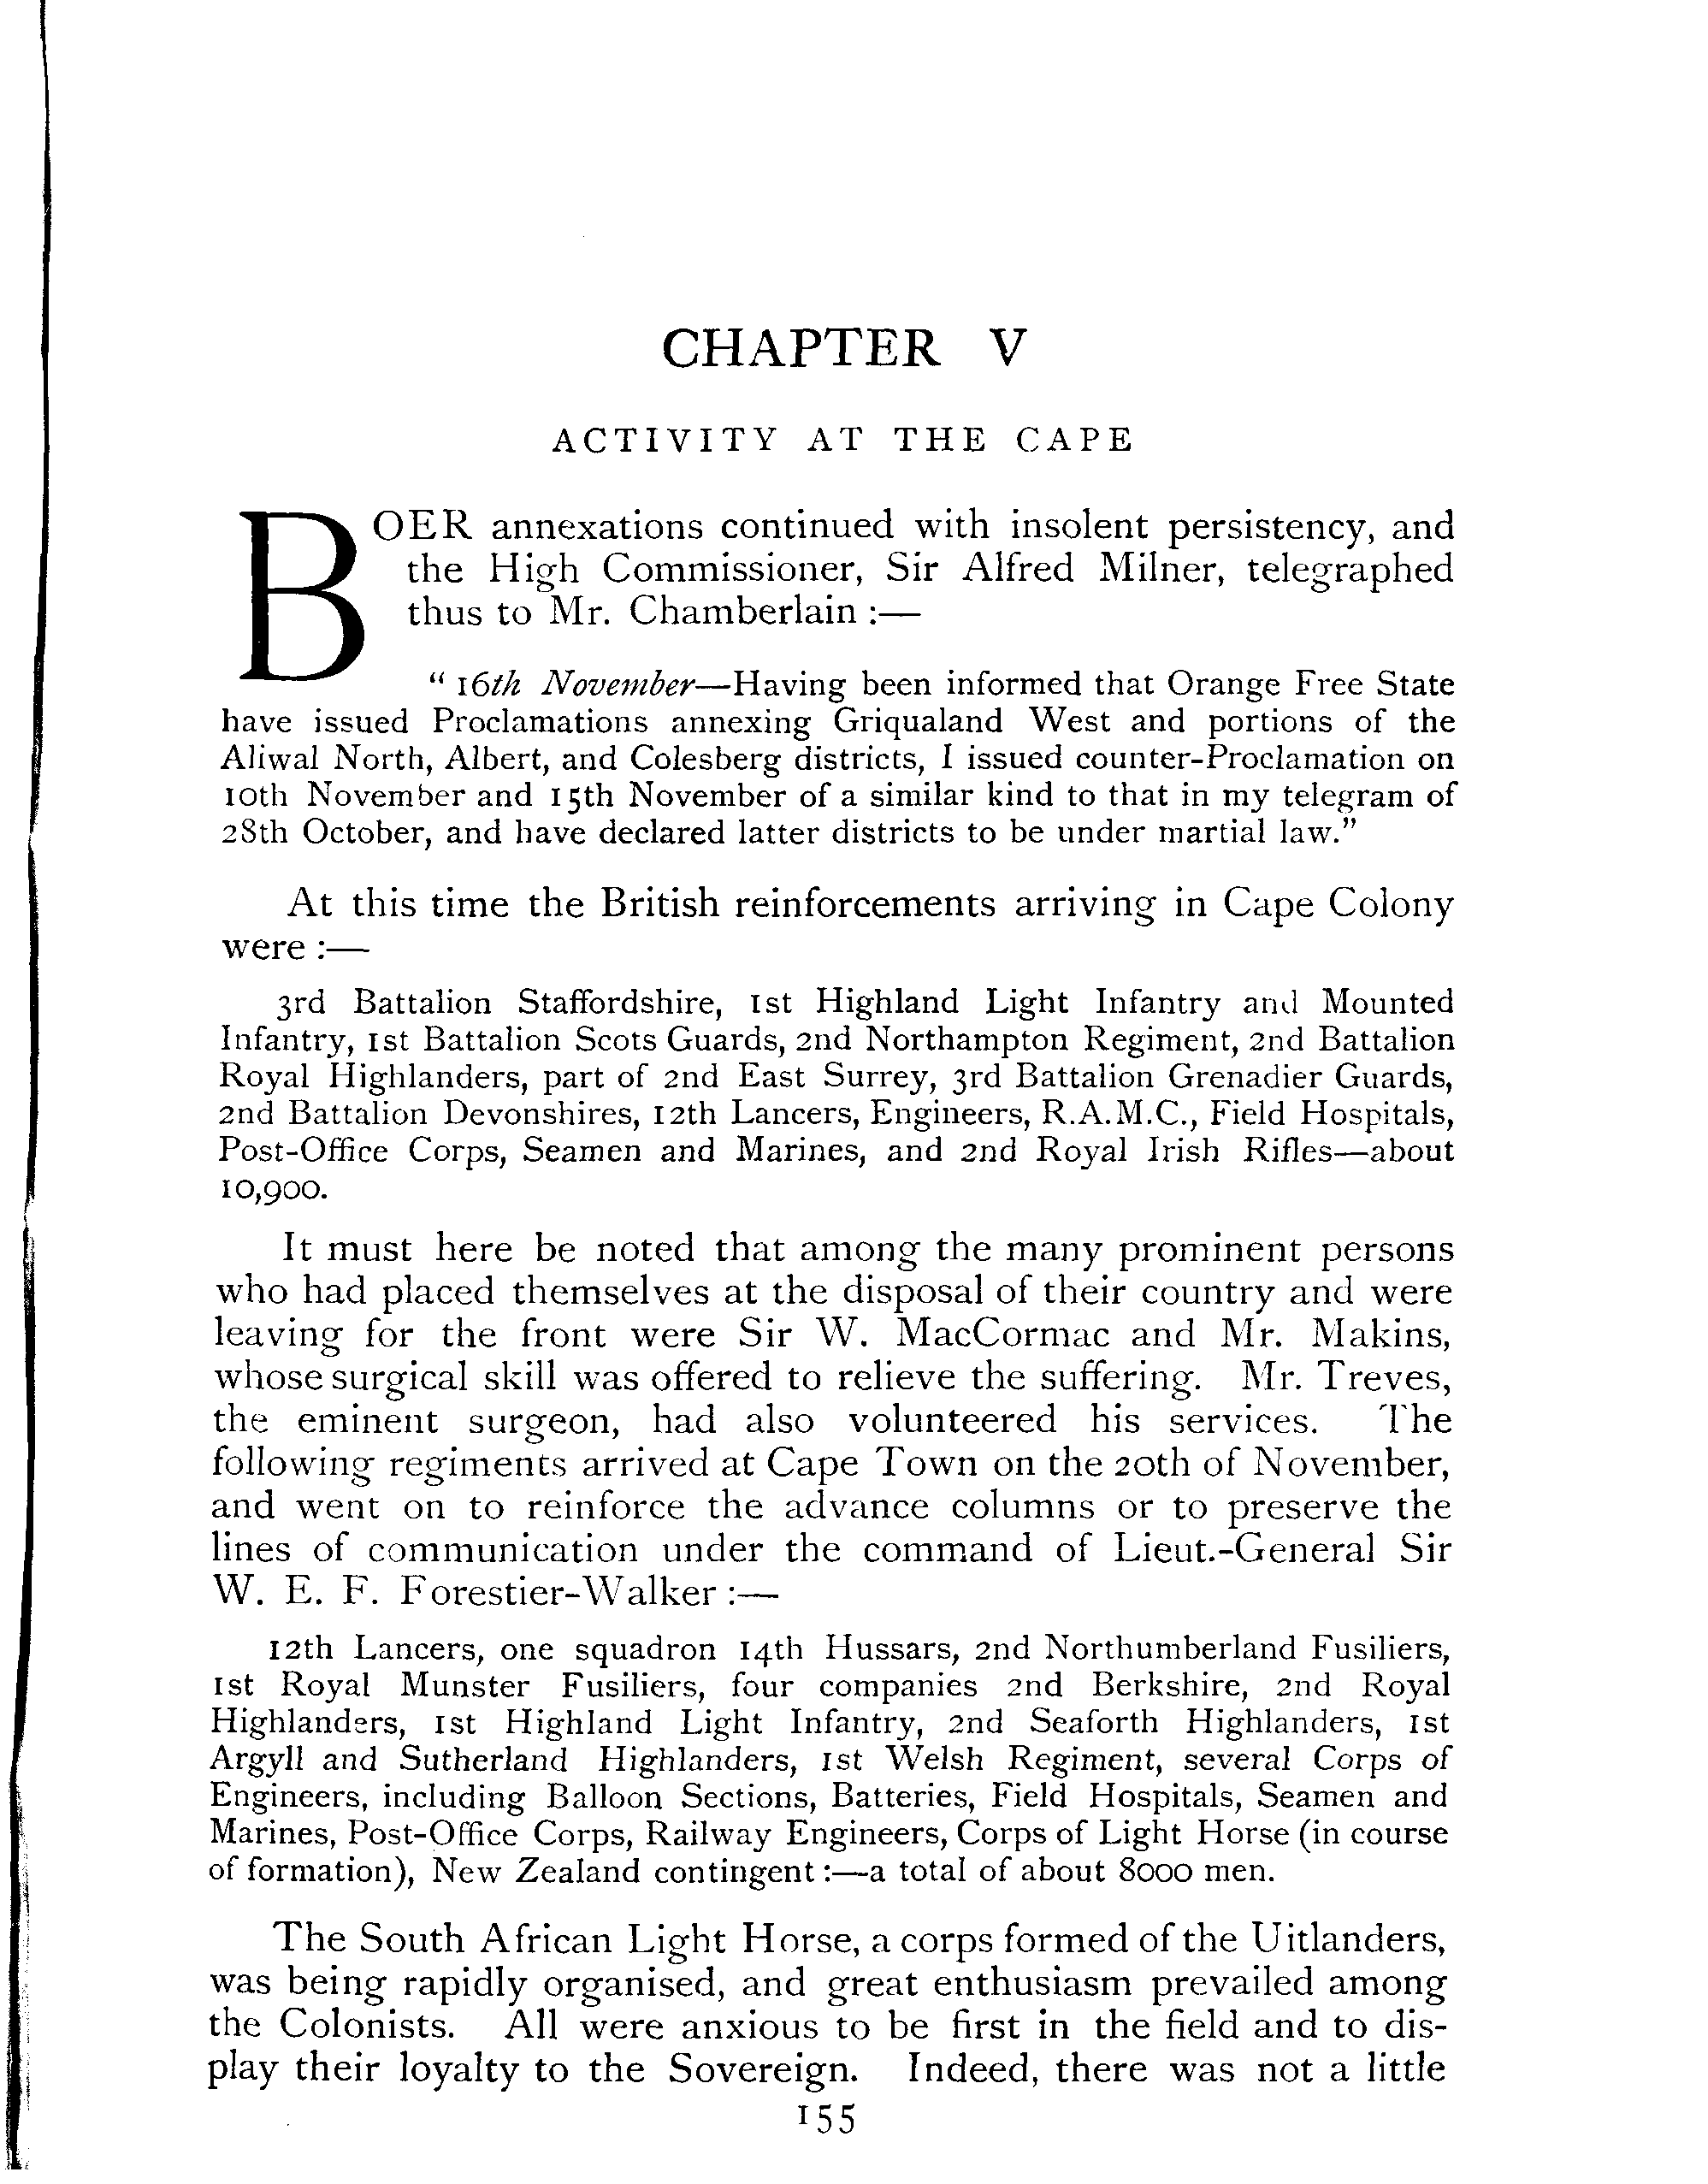 CHAPTER V
ACTIVITY AT THE CAPE
BOER annexations continued with insolent persistency, and
the High Commissioner, Sir Alfred Milner, telegraphed
thus to Mr. Chamberlain :—
“ 16th November—Having been informed that Orange Free State
have issued Proclamations annexing Griqualand West and portions of the
Aliwal North, Albert, and Colesberg districts, I issued counter-Proclamation on
10th November and 15th November of a similar kind to that in my telegram of
28th October, and have declared latter districts to be under martial law.”
At this time the British reinforcements arriving in Cape Colony
were :—
3rd Battalion Staffordshire, 1st Highland Light Infantry and Mounted
Infantry, 1st Battalion Scots Guards, 2nd Northampton Regiment, 2nd Battalion
Royal Highlanders, part of 2nd East Surrey, 3rd Battalion Grenadier Guards,
2nd Battalion Devonshires, 12th Lancers, Engineers, R.A.M.C., Field Hospitals,
Post-Office Corps, Seamen and Marines, and 2nd Royal Irish Rifles—about
10,900.
It must here be noted that among the many prominent persons
who had placed themselves at the disposal of their country and were
leaving for the front were Sir W. MacCormac and Mr. Makins,
whose surgical skill was offered to relieve the suffering. Mr. Treves,
the eminent surgeon, had also volunteered his services. The
following regiments arrived at Cape Town on the 20th of November,
and went on to reinforce the advance columns or to preserve the
lines of communication under the command of Lieut.-General Sir
W. E. F. Forestier-Walker :—
12th Lancers, one squadron 14th Hussars, 2nd Northumberland Fusiliers,
1st Royal Munster Fusiliers, four companies 2nd Berkshire, 2nd Royal
Highlanders, 1st Highland Light Infantry, 2nd Seaforth Highlanders, 1st
Argyll and Sutherland Highlanders, 1st Welsh Regiment, several Corps of
Engineers, including Balloon Sections, Batteries, Field Hospitals, Seamen and
Marines, Post-Office Corps, Railway Engineers, Corps of Light Horse (in course
of formation), New Zealand contingent :—a total of about 8000 men.
The South African Light Horse, a corps formed of the Uitlanders,
was being rapidly organised, and great enthusiasm prevailed among
the Colonists. All were anxious to be first in the field and to dis-
play their loyalty to the Sovereign. Indeed, there was not a little
155